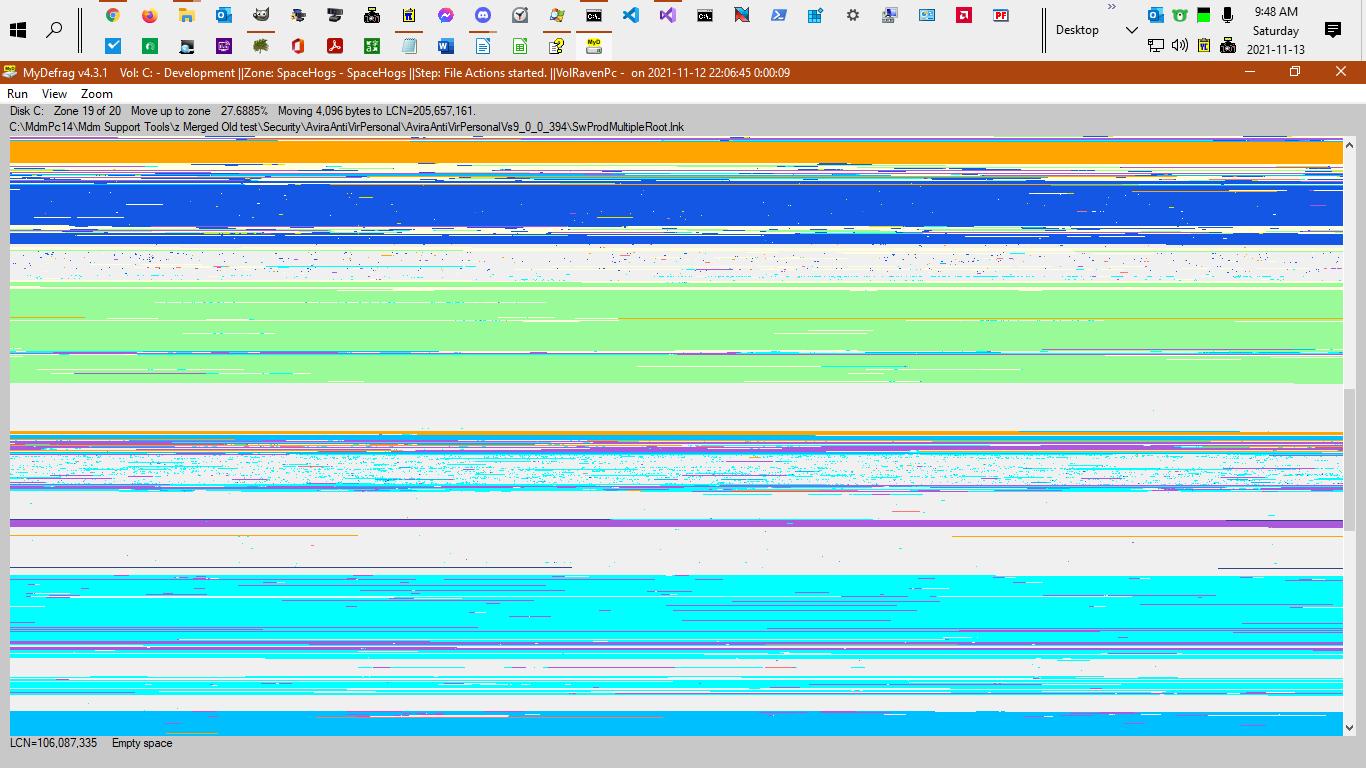 9:48 AM
Desktop
Saturday
2021-11-13
MyDefrag v4.3.1 Vol: C: - Development ||Zone: SpaceHogs - SpaceHogs ||Step: File Actions started. ||VolRavenPc - on 2021-11-12 22:06:45 0:00:09
Run View Zoom
Disk C: Zone 19 of 20 Move up to zone 27.6885% Moving 4,096 bytes to LCN=205,657,161.
C:\MdmPc14\Mdm Support Tools\z Merged Old test\Security\AviraAntiVirPersonal\AviraAntiVirPersonalVs9_0_0_394\SwProdMultipleRoot.lnk
LCN=106,087,335 Empty space